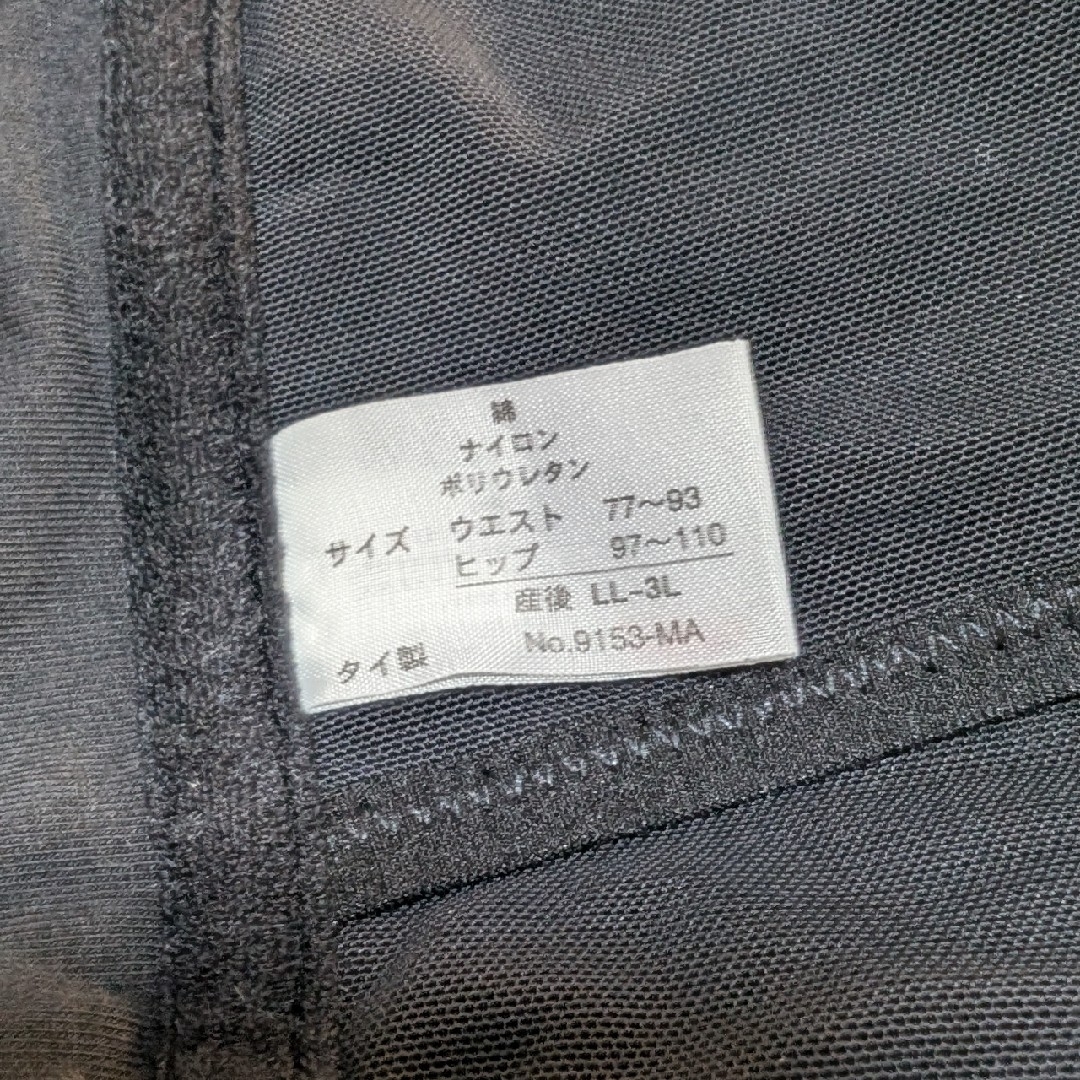 綿
ナイロン
ポリウレタン
サイズ ウエスト 77～93
ヒップ 97～110
産後 LL-3L
タイ製 No.9153-MA